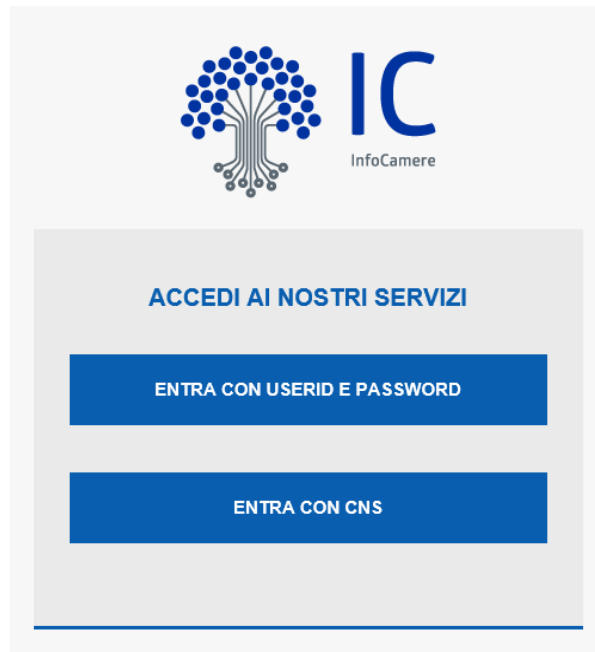 IC
InfoCamere
ACCEDI AI NOSTRI SERVIZI
ENTRA CON USERID E PASSWORD
ENTRA CON CNS